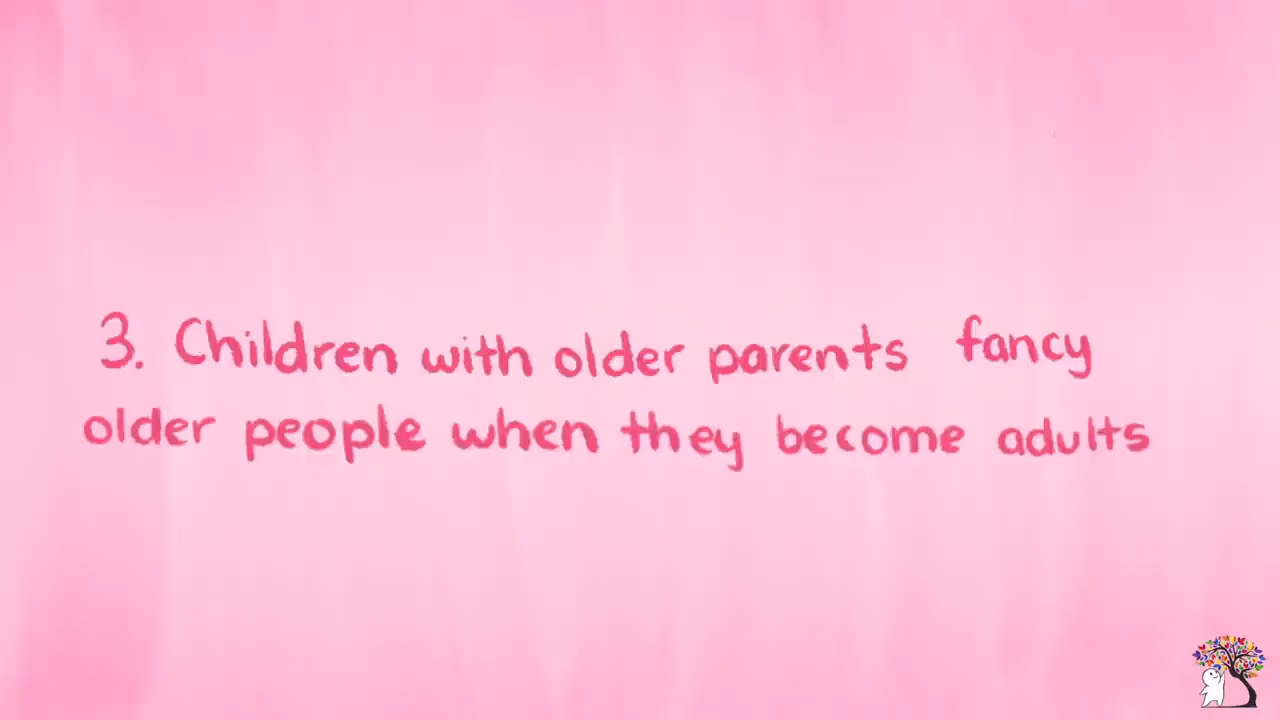 3. Children with older parents fancy
older people when they become adults